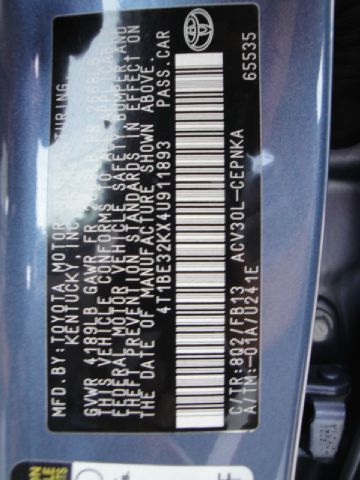 MFD.BY:TOYOTA MOTOR MANUFACTURING,
KENTUCKY, INC.
GVWR 4189LB GAWR FR
THIS VEHICLE CONFORMS TO ALL APPLICABLE
FEDERAL MOTOR VEHICLE SAFETY BUMPER AND
THEFT PREVENTION STANDARDS IN EFFECT ON
THE DATE OF MANUFACTURE SHOWN ABOVE.
4T1BE32KX4U911893 PASS.CAR
C/TR:8Q2/FB13 ACV30L-CEPNKA
A/TM:-01A/U241E 65535
TOYOTA